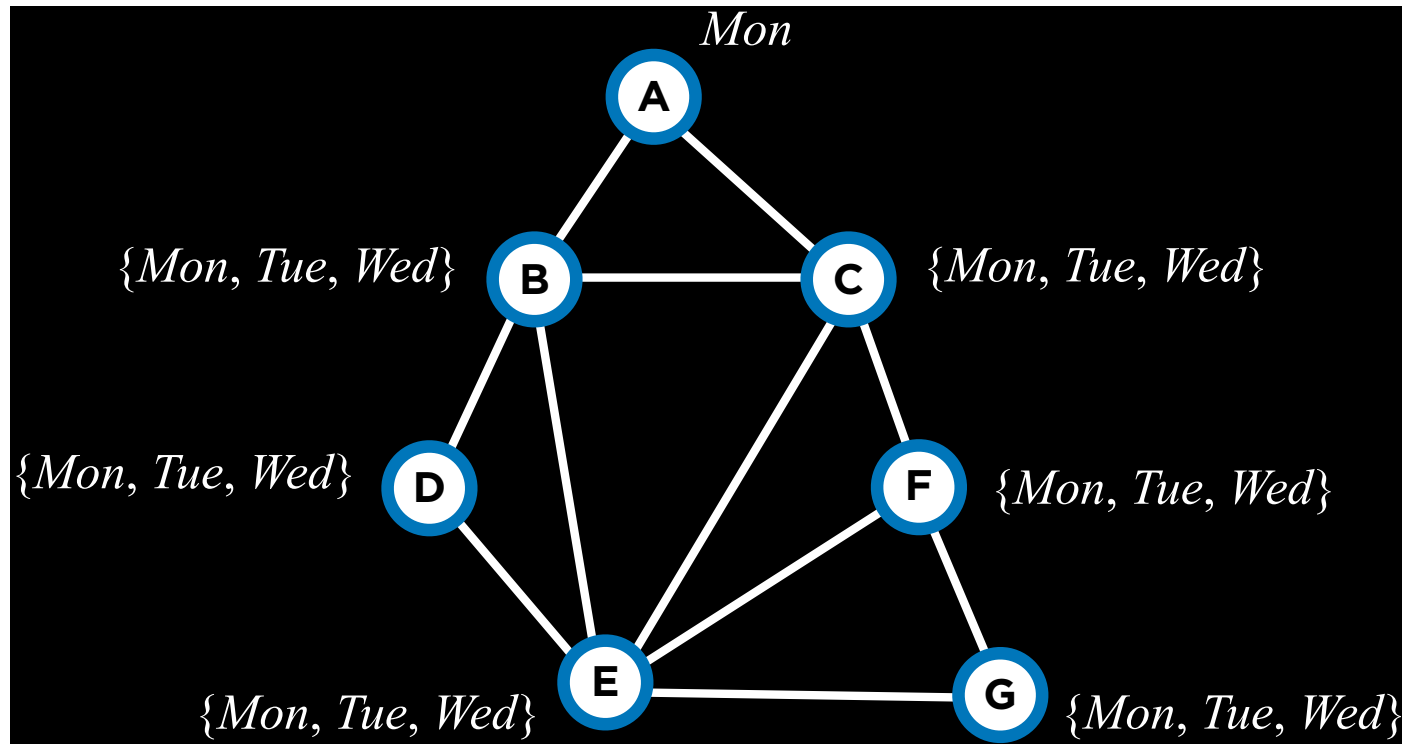 Mon
A
{Mon, Tue, Wed} B C {Mon, Tue, Wed}
{Mon, Tue, Wed} D F {Mon, Tue, Wed}
{Mon, Tue, Wed} E G {Mon, Tue, Wed}